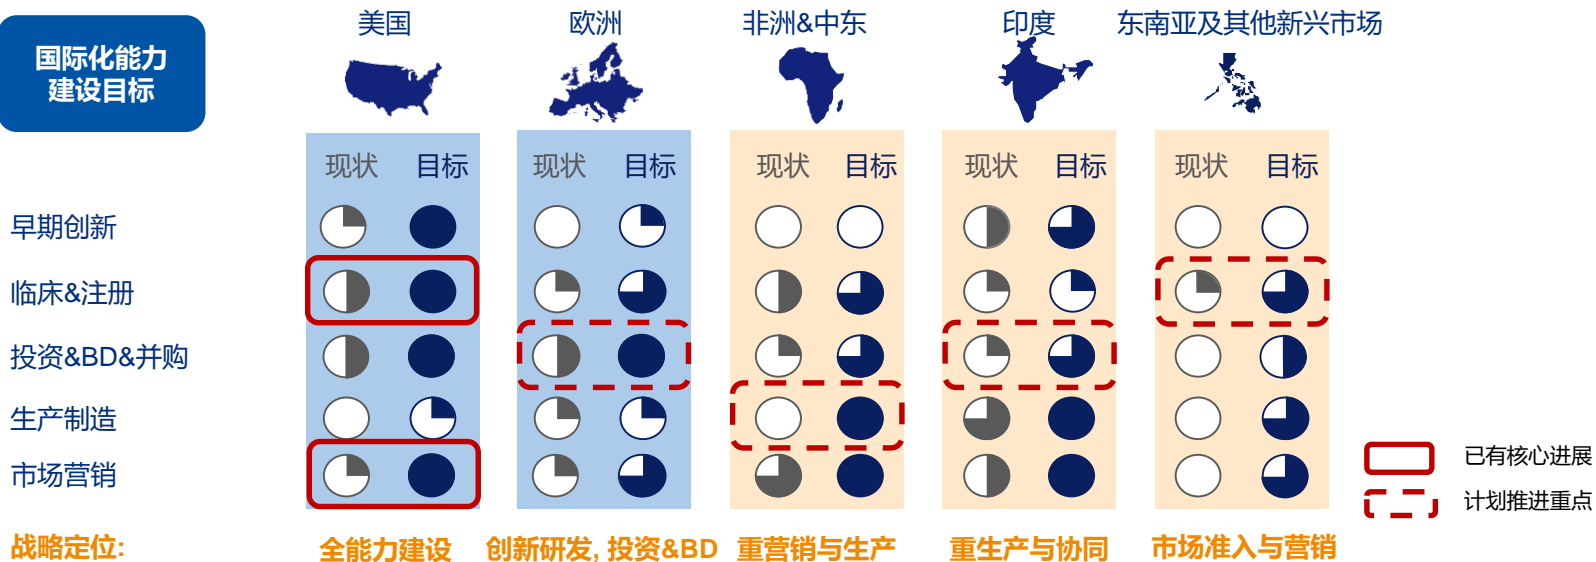 国际化能力
建设目标
美国
欧洲
非洲&中东
印度
东南亚及其他新兴市场
现状 目标 现状 目标 现状 目标 现状 目标 现状 目标
早期创新
临床&注册
投资&BD&并购
生产制造
市场营销
已有核心进展
计划推进重点
战略定位: 全能力建设 创新研发, 投资&BD 重营销与生产 重生产与协同 市场准入与营销